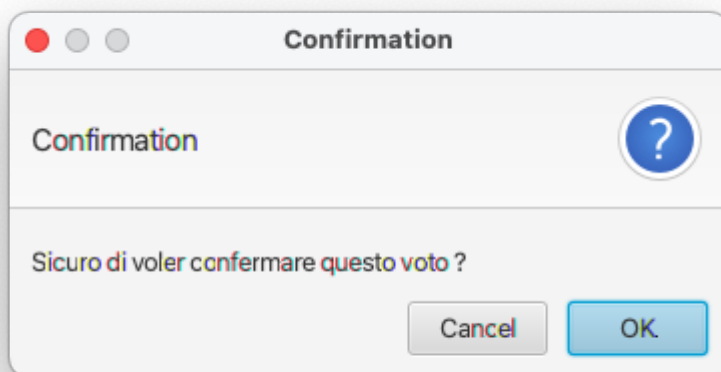 Confirmation
Confirmation
?
Sicuro di voler confermare questo voto ?
Cancel
OK